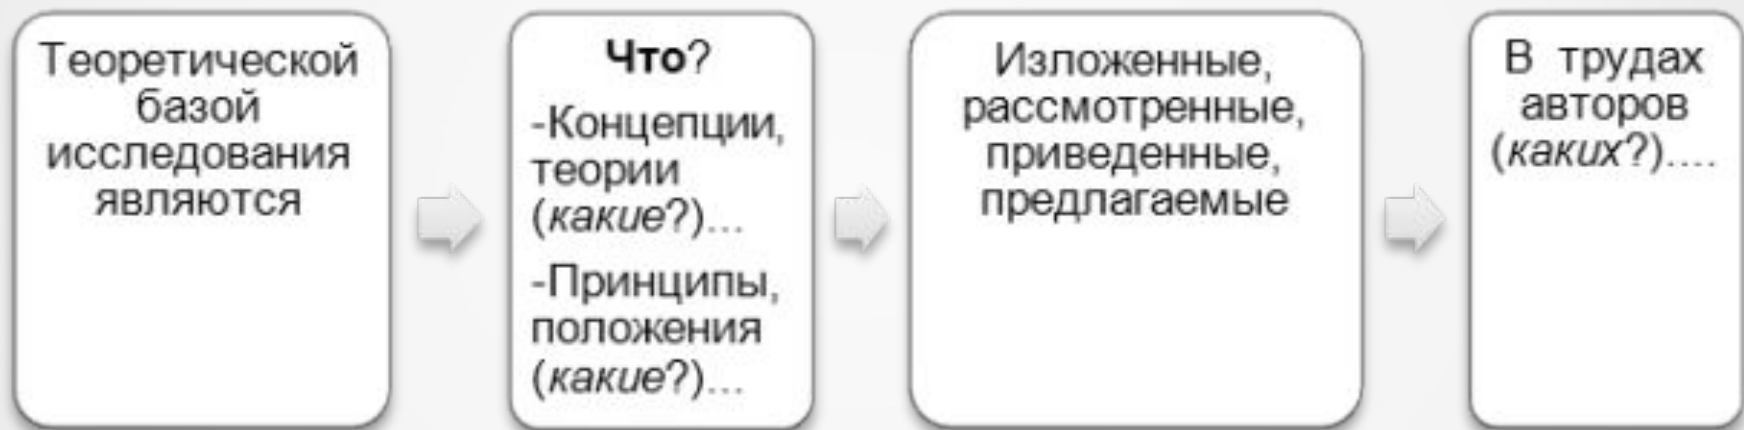 Теоретической
базой
исследования
являются
Что?
-Концепции,
теории
(какие?)...
-Принципы,
положения
(какие?)...
Изложенные,
рассмотренные,
приведенные,
предлагаемые
В трудах
авторов
(каких?)....